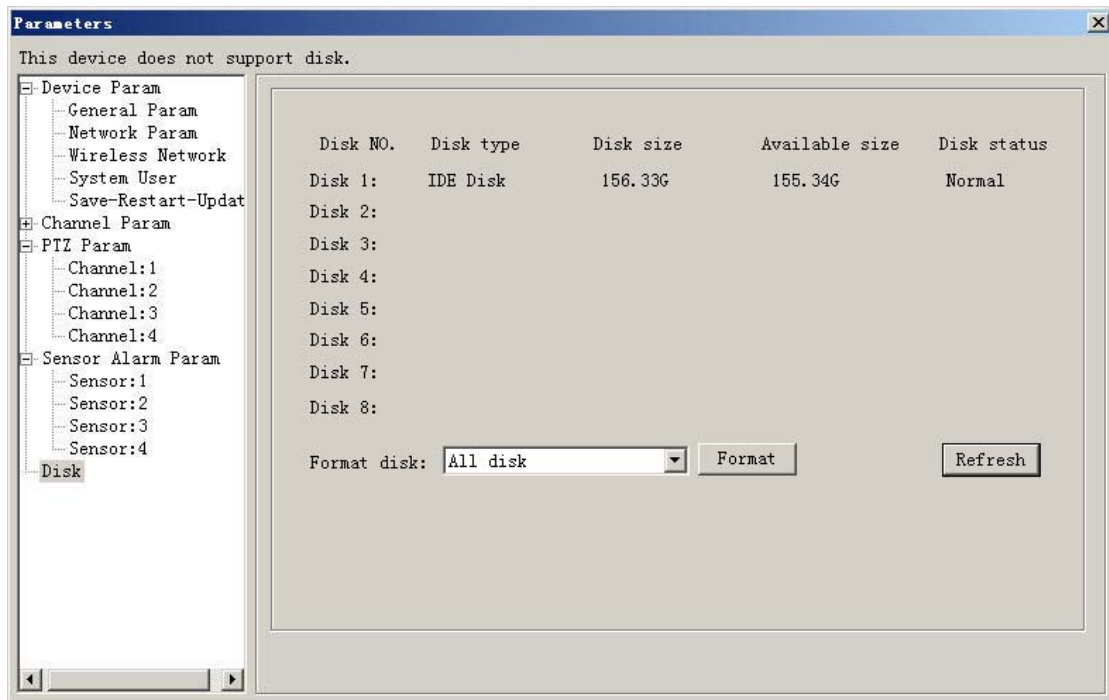 Parameters
This device does not support disk.
Device Param
General Param
Network Param
Wireless Network
System User
Save-Restart-Updat
Channel Param
PTZ Param
Channel:1
Channel:2
Channel:3
Channel:4
Sensor Alarm Param
Sensor:1
Sensor:2
Sensor:3
Sensor:4
Disk
Disk NO. Disk type Disk size Available size Disk status
Disk 1: IDE Disk 156.33G 155.34G Normal
Disk 2:
Disk 3:
Disk 4:
Disk 5:
Disk 6:
Disk 7:
Disk 8:
Format disk: All disk Format Refresh